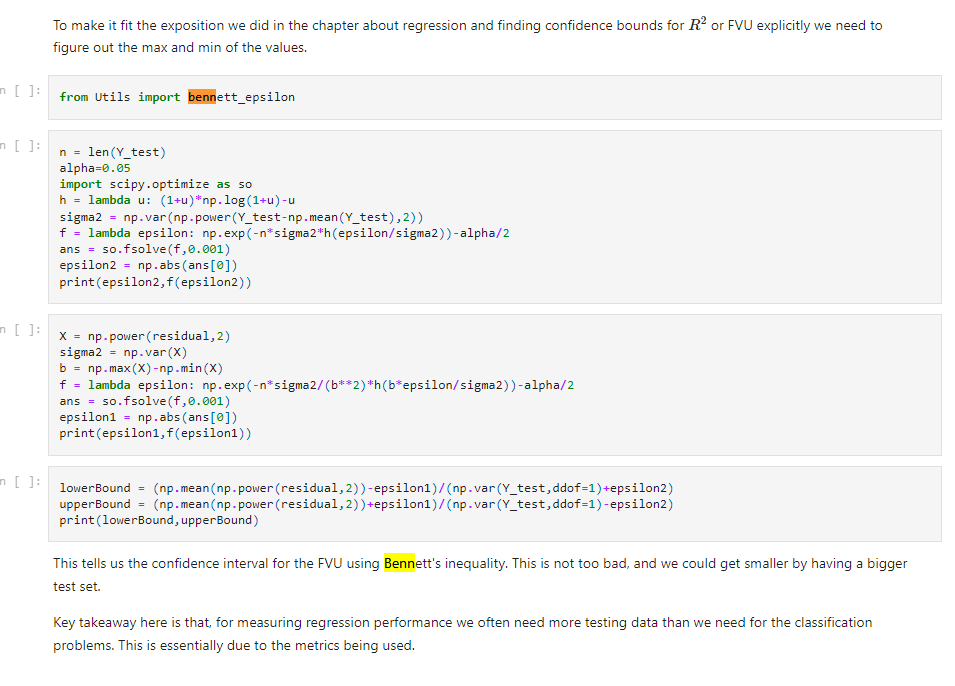 To make it fit the exposition we did in the chapter about regression and finding confidence bounds for R² or FVU explicitly we need to
figure out the max and min of the values.
n [ ]:
from Utils import bennett_epsilon
n [ ]:
n = len(Y_test)
alpha=0.05
import scipy.optimize as so
h = lambda u: (1+u)*np.log(1+u)-u
sigma2 = np.var(np.power(Y_test-np.mean(Y_test),2))
f = lambda epsilon: np.exp(-n*sigma2*h(epsilon/sigma2))-alpha/2
ans = so.fsolve(f,0.001)
epsilon2 = np.abs(ans[0])
print(epsilon2,f(epsilon2))
n [ ]:
X = np.power(residual,2)
sigma2 = np.var(X)
b = np.max(X)-np.min(X)
f = lambda epsilon: np.exp(-n*sigma2/(b**2)*h(b*epsilon/sigma2))-alpha/2
ans = so.fsolve(f,0.001)
epsilon1 = np.abs(ans[0])
print(epsilon1,f(epsilon1))
n [ ]:
lowerBound = (np.mean(np.power(residual,2))-epsilon1)/(np.var(Y_test,ddof=1)+epsilon2)
upperBound = (np.mean(np.power(residual,2))+epsilon1)/(np.var(Y_test,ddof=1)-epsilon2)
print(lowerBound,upperBound)
This tells us the confidence interval for the FVU using Bennett's inequality. This is not too bad, and we could get smaller by having a bigger
test set.
Key takeaway here is that, for measuring regression performance we often need more testing data than we need for the classification
problems. This is essentially due to the metrics being used.